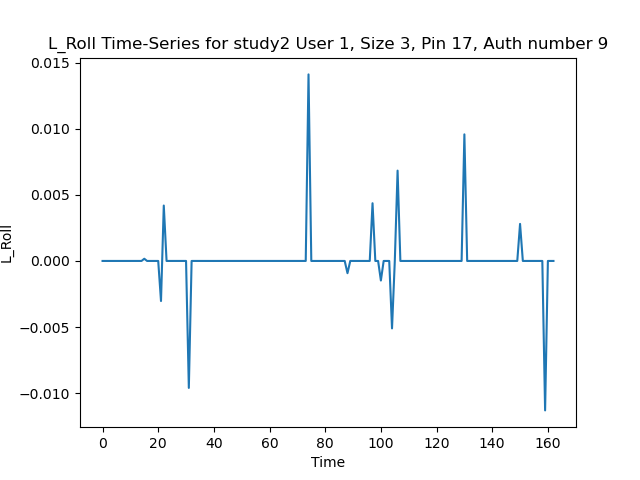 L_Roll Time-Series for study2 User 1, Size 3, Pin 17, Auth number 9
0.015
0.010
0.005
0.000
−0.005
−0.010
L_Roll
0 20 40 60 80 100 120 140 160
Time